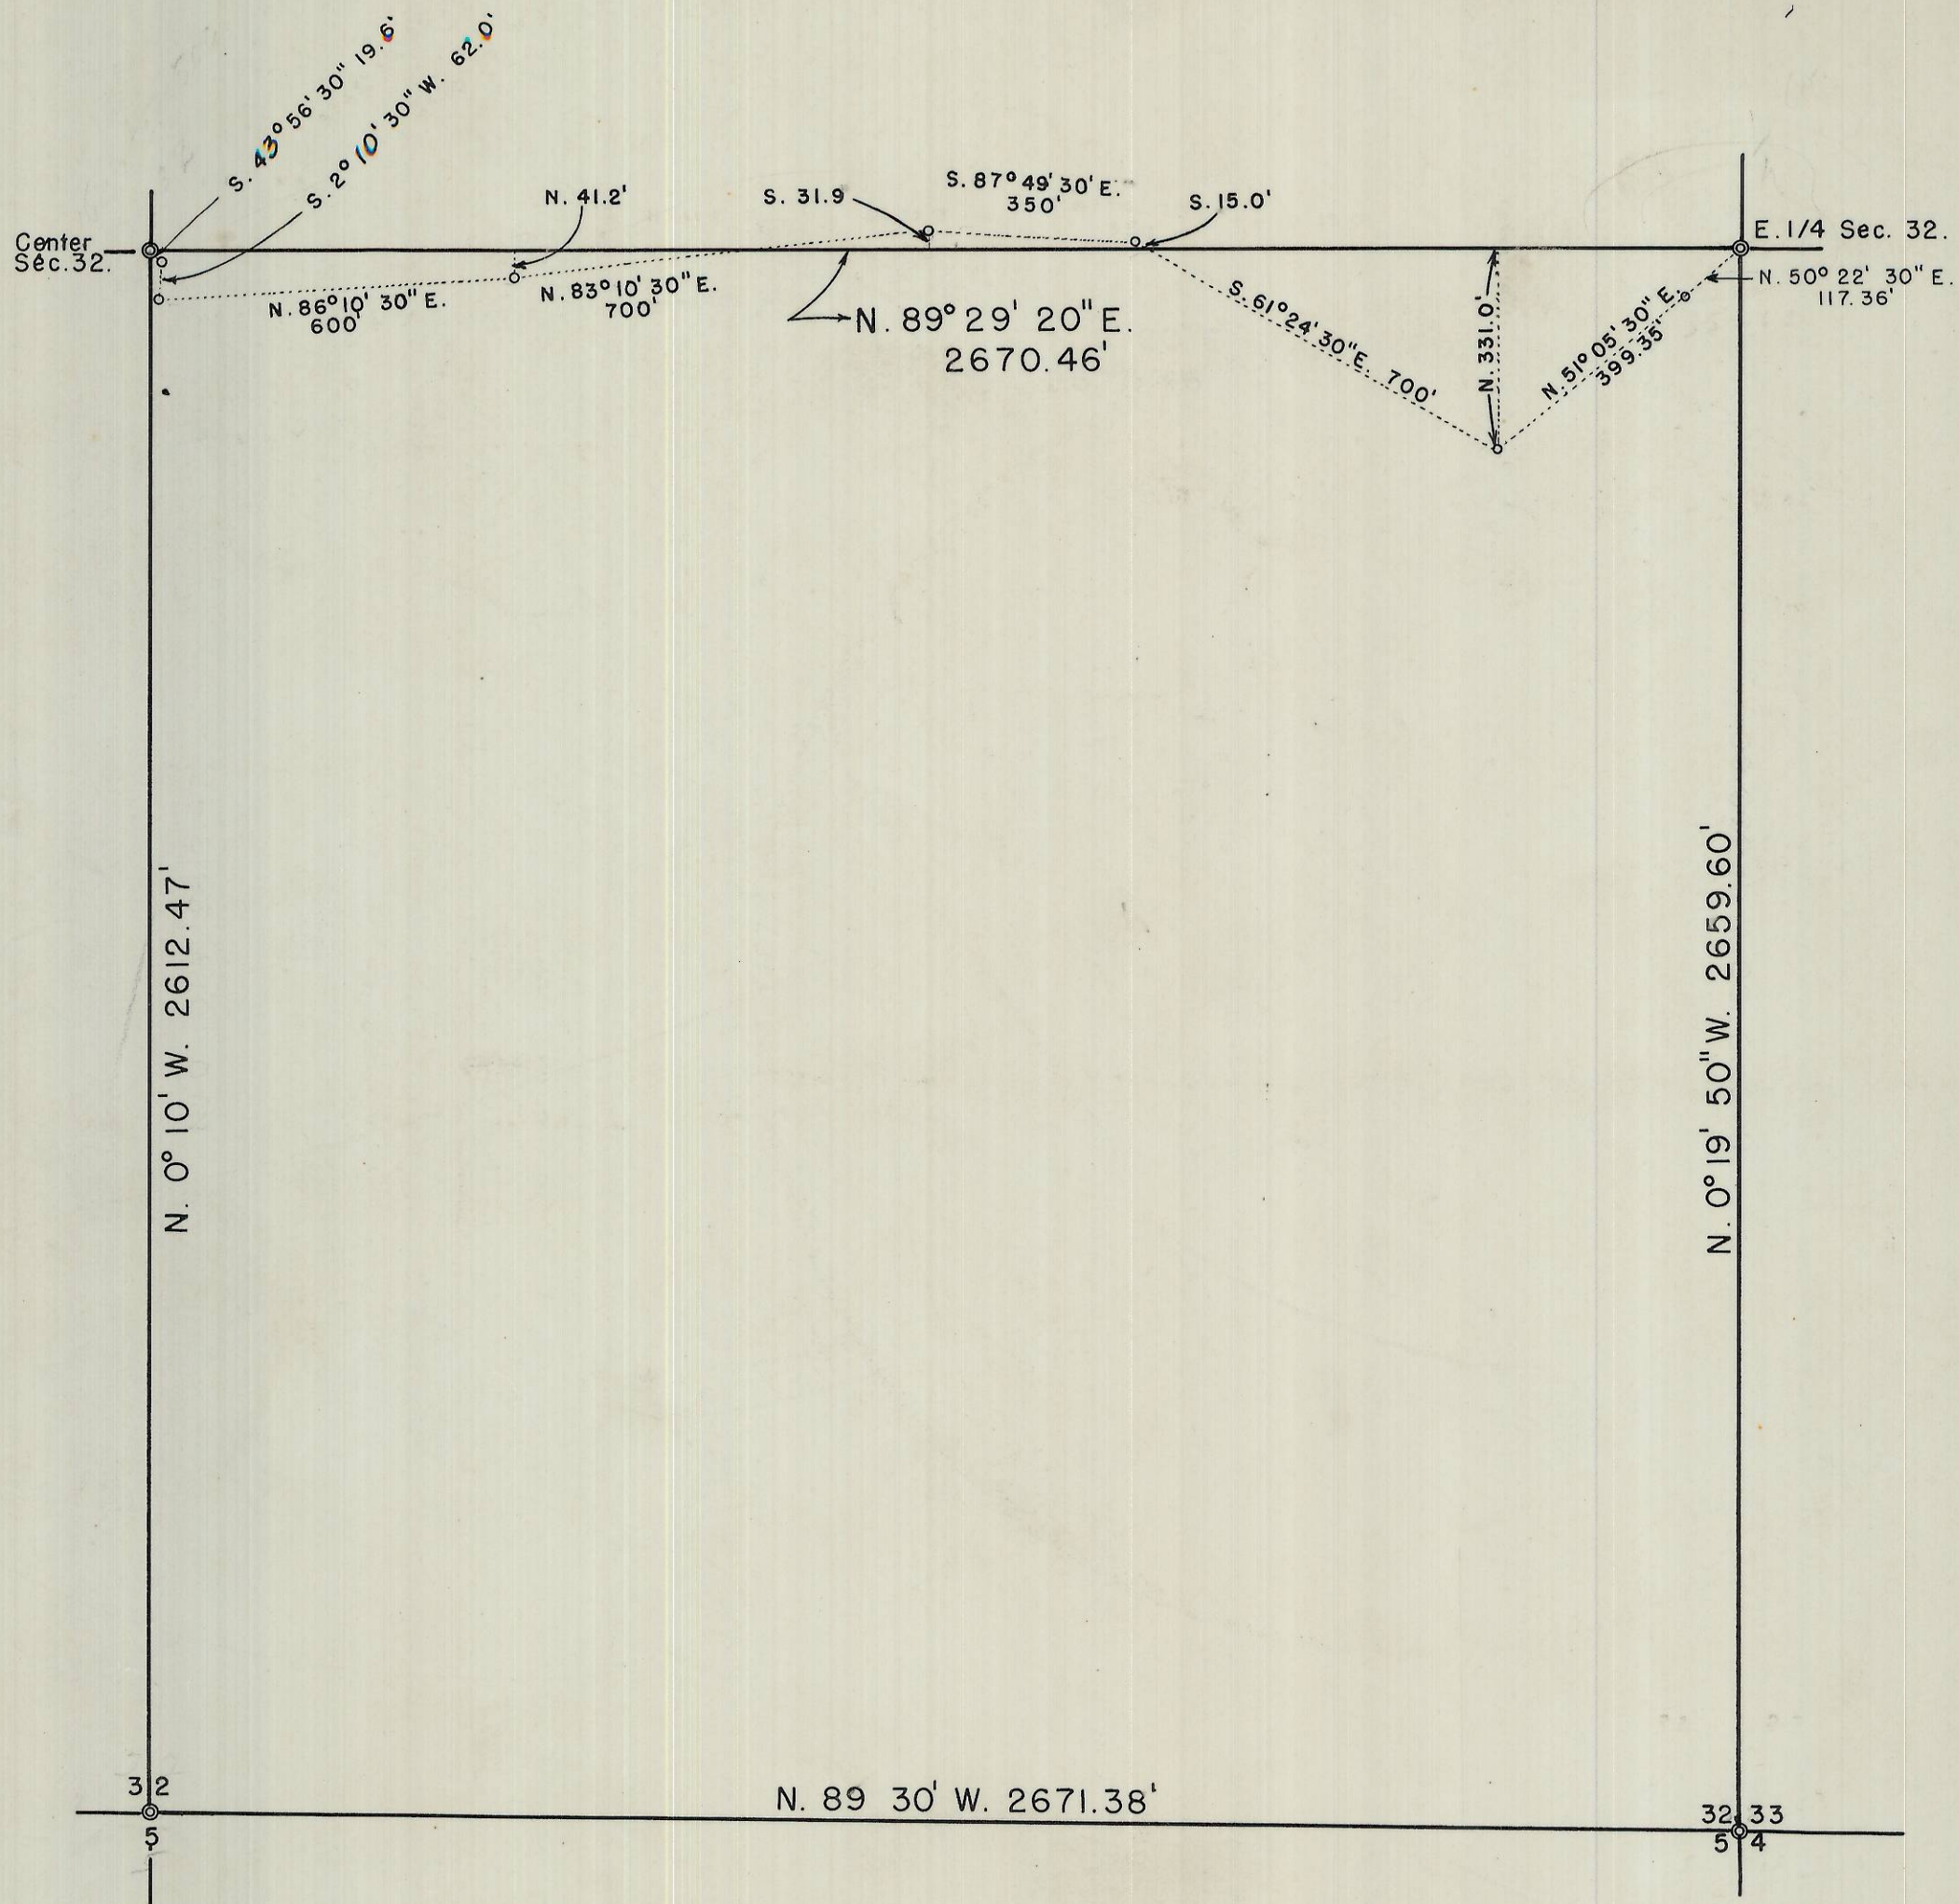 S. 43° 56' 30" 19.6'
S. 2° 10' 30" W. 62.0'
N. 41.2'
S. 31.9
S. 87° 49' 30' E.
350'
S. 15.0'
E. 1/4 Sec. 32.
Center
Sec. 32.
N. 86° 10' 30" E.
600'
N. 83° 10' 30" E.
700'
N. 89° 29' 20" E.
2670.46'
S. 61° 24' 30" E. 700'
N. 331.0'
N. 51° 05' 30" E.
399.35'
N. 50° 22' 30" E.
117.36'
N. 0° 10' W. 2612.47'
N. 0° 19' 50" W. 2659.60'
N. 89 30' W. 2671.38'
32
5
32 33
5 4